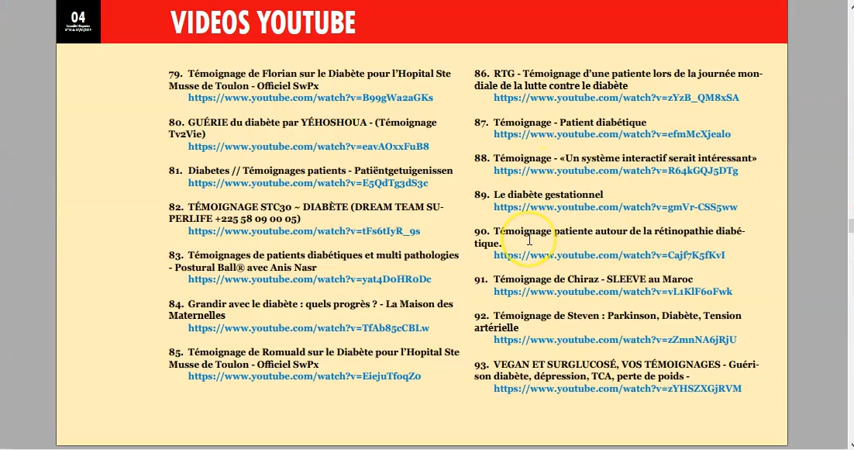 04
VIDEOS YOUTUBE
79. Témoignage de Florian sur le Diabète pour l'Hopital Ste
Musse de Toulon - Officiel SwPx
https://www.youtube.com/watch?v=B99gWa2aGKs
80. GUÉRIE du diabète par YÉHOSHOUA - (Témoignage
Tv2Vie)
https://www.youtube.com/watch?v=eavAOxxFuB8
81. Diabetes // Témoignages patients - Patiëntgetuigenissen
https://www.youtube.com/watch?v=E5QdTg3dS3c
82. TÉMOIGNAGE STC30 ~ DIABÈTE (DREAM TEAM SU-
PERLIFE +225 58 09 00 05)
https://www.youtube.com/watch?v=tFs6tIyR_9s
83. Témoignages de patients diabétiques et multi pathologies
- Postural Ball® avec Anis Nasr
https://www.youtube.com/watch?v=yat4D0HR0Dc
84. Grandir avec le diabète : quels progrès ? - La Maison des
Maternelles
https://www.youtube.com/watch?v=TfAb85cCBLw
85. Témoignage de Romuald sur le Diabète pour l'Hopital Ste
Musse de Toulon - Officiel SwPx
https://www.youtube.com/watch?v=EiejuTfoqZo
86. RTG - Témoignage d'une patiente lors de la journée mon-
diale de la lutte contre le diabète
https://www.youtube.com/watch?v=zYzB_QM8xSA
87. Témoignage - Patient diabétique
https://www.youtube.com/watch?v=efmMcXjealo
88. Témoignage - «Un système interactif serait intéressant»
https://www.youtube.com/watch?v=R64kGQJ5DTg
89. Le diabète gestationnel
https://www.youtube.com/watch?v=gmVr-CSS5ww
90. Témoignage patiente autour de la rétinopathie diabé-
tique.
https://www.youtube.com/watch?v=Cajf7K5fKvI
91. Témoignage de Chiraz - SLEEVE au Maroc
https://www.youtube.com/watch?v=vL1KlF6oFwk
92. Témoignage de Steven : Parkinson, Diabète, Tension
artérielle
https://www.youtube.com/watch?v=zZmnNA6jRjU
93. VEGAN ET SURGLUCOSÉ, VOS TÉMOIGNAGES - Guéri-
son diabète, dépression, TCA, perte de poids -
https://www.youtube.com/watch?v=zYHSZXGjRVM